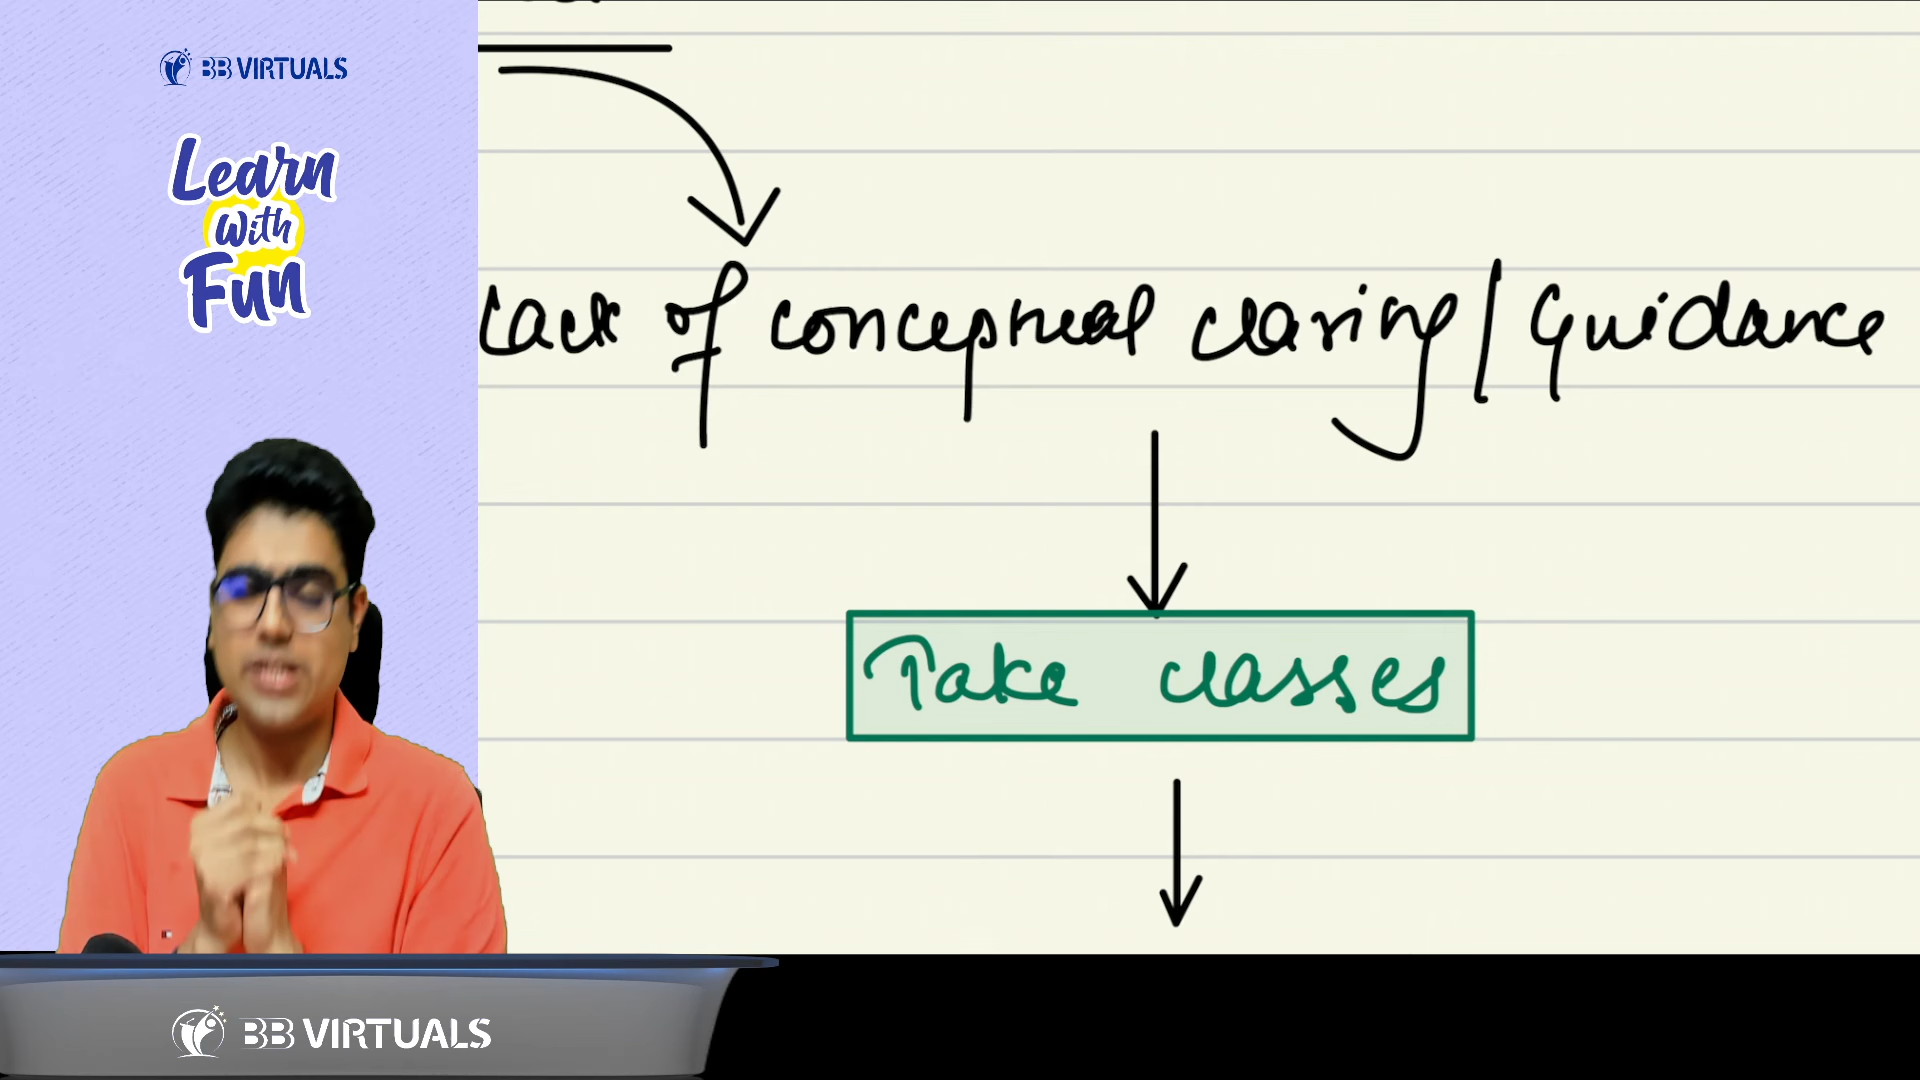 BB VIRTUALS
Learn
With
Fun
Lack of conceptual clarity / Guidance
Take classes
BB VIRTUALS